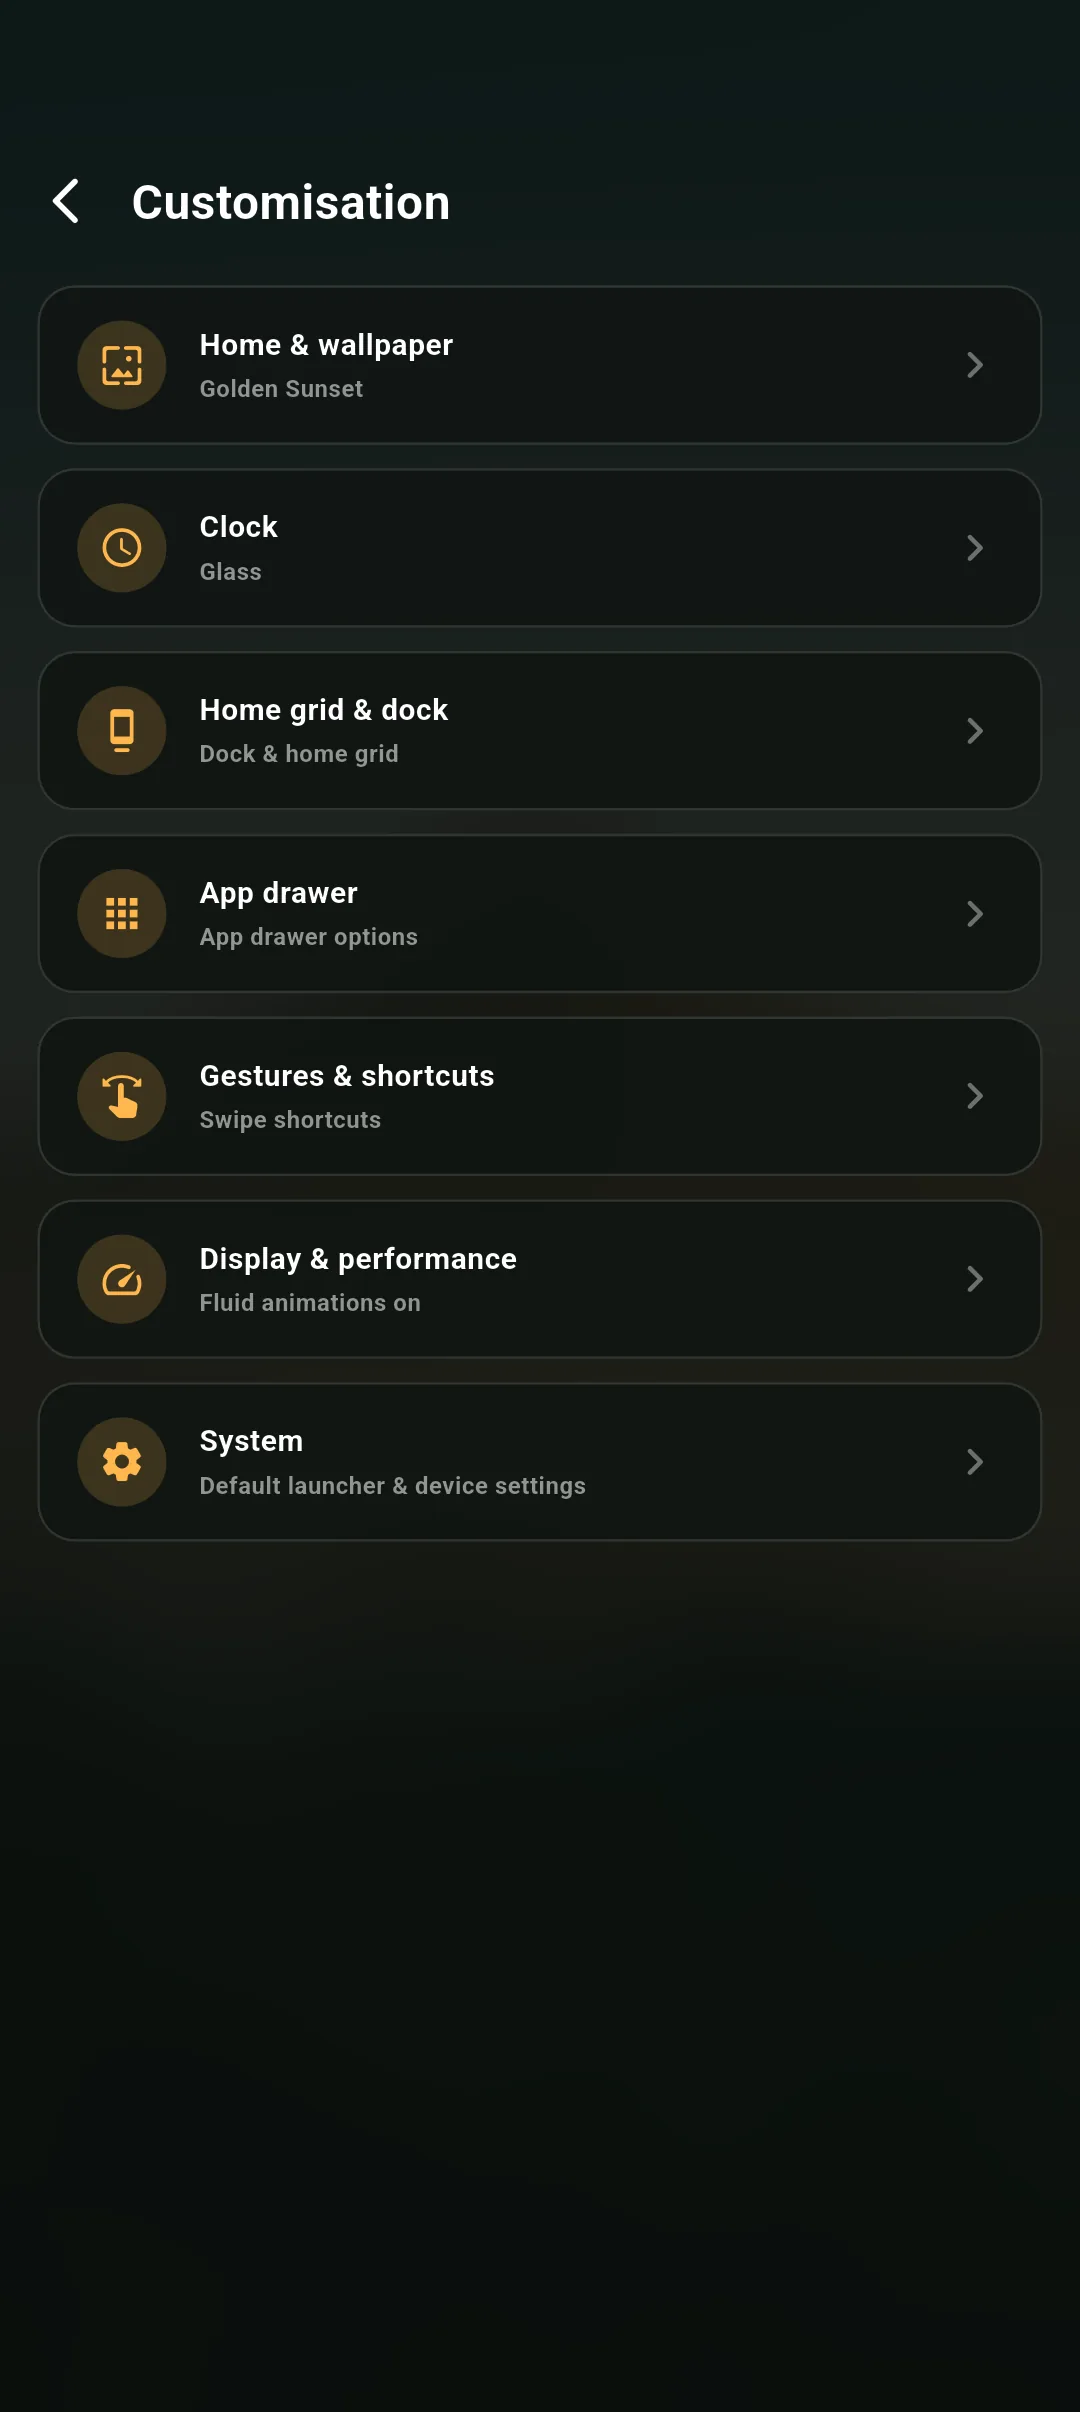 Customisation
Home & wallpaper
Golden Sunset
Clock
Glass
Home grid & dock
Dock & home grid
App drawer
App drawer options
Gestures & shortcuts
Swipe shortcuts
Display & performance
Fluid animations on
System
Default launcher & device settings